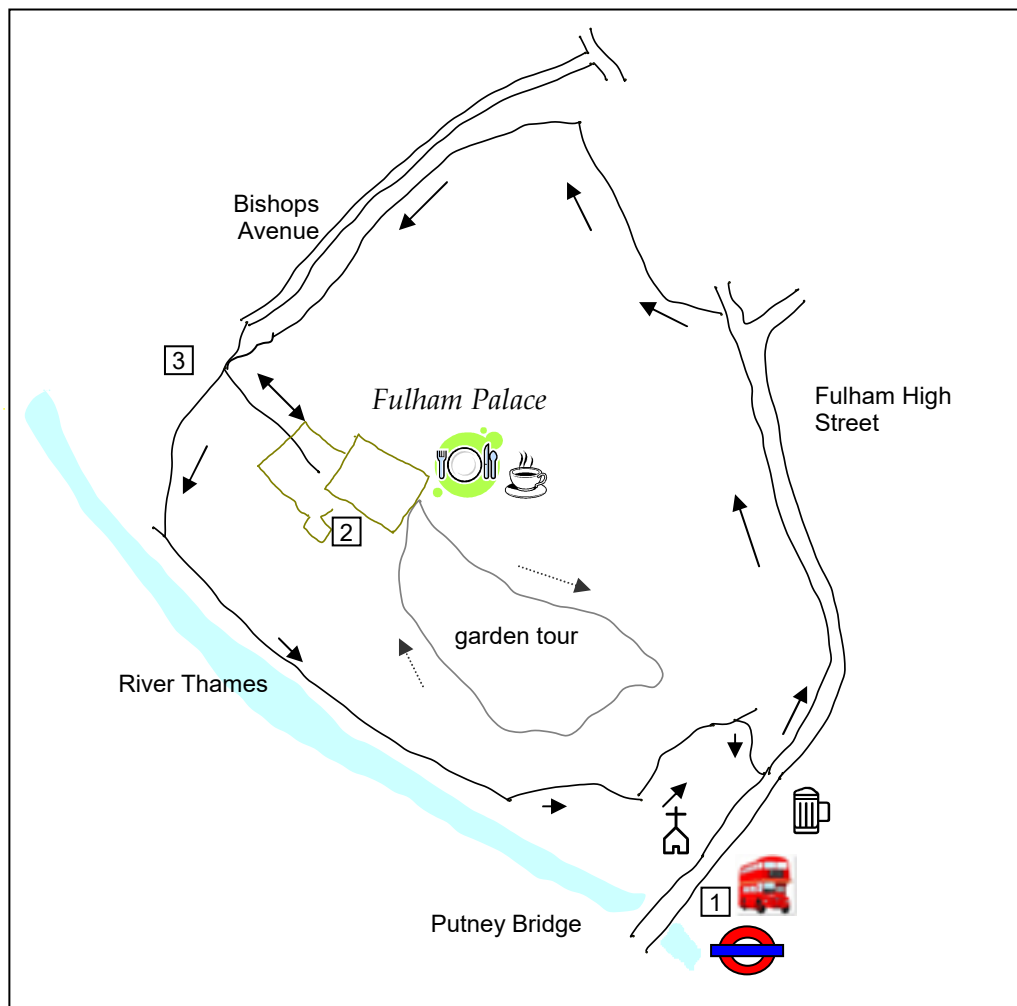 Bishops
Avenue
3
Fulham Palace
Fulham High
Street
2
garden tour
River Thames
1
Putney Bridge